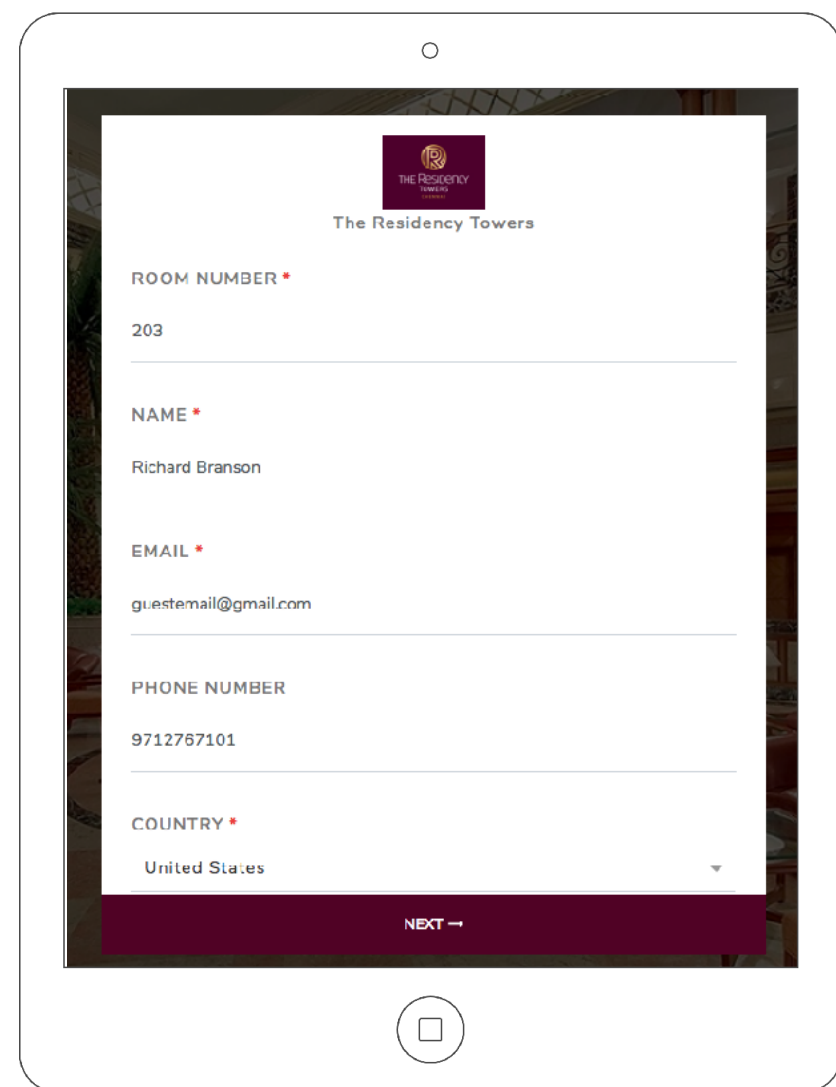 THE RESIDENCY
TOWERS
The Residency Towers
ROOM NUMBER *
203
NAME *
Richard Branson
EMAIL *
guestemail@gmail.com
PHONE NUMBER
9712767101
COUNTRY *
United States
NEXT →